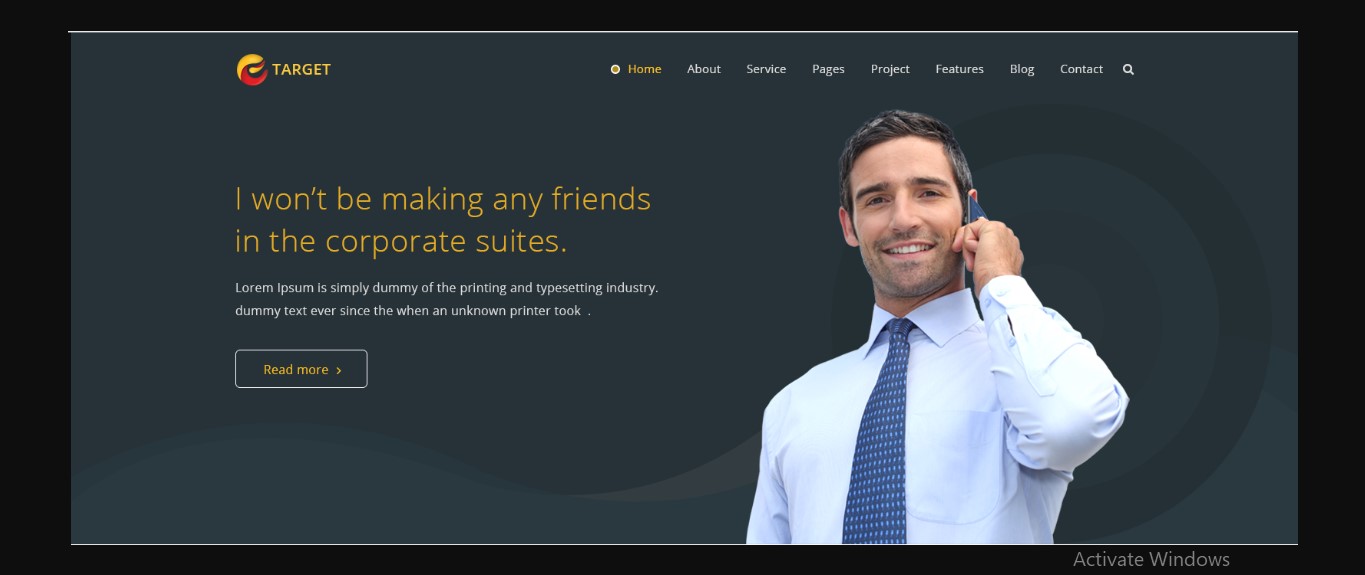 TARGET
Home About Service Pages Project Features Blog Contact
I won't be making any friends
in the corporate suites.
Lorem Ipsum is simply dummy of the printing and typesetting industry.
dummy text ever since the when an unknown printer took .
Read more
Activate Windows